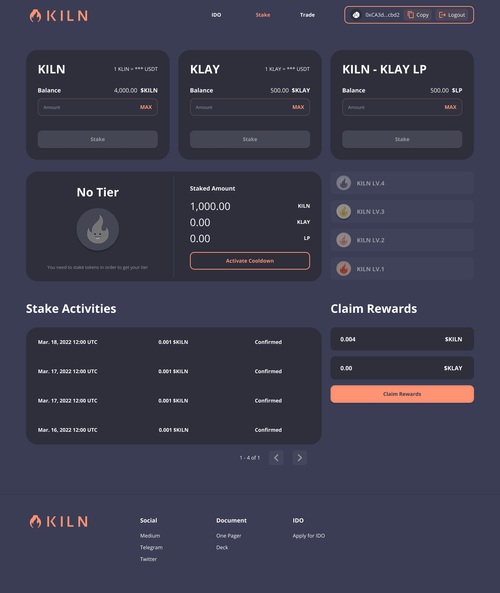 KILN
IDO
Stake
Trade
0xCA3d...cbd2
Copy
Logout
KILN
1 KLIN = *** USDT
Balance
4,000.00 $KILN
Amount
MAX
Stake
KLAY
1 KLAY = *** USDT
Balance
500.00 $KLAY
Amount
MAX
Stake
KILN - KLAY LP
Balance
500.00 $LP
Amount
MAX
Stake
No Tier
You need to stake tokens in order to get your tier
Staked Amount
1,000.00 KILN
0.00 KLAY
0.00 LP
Activate Cooldown
KILN LV.4
KILN LV.3
KILN LV.2
KILN LV.1
Stake Activities
Mar. 18, 2022 12:00 UTC 0.001 $KILN Confirmed
Mar. 17, 2022 12:00 UTC 0.001 $KILN Confirmed
Mar. 17, 2022 12:00 UTC 0.001 $KILN Confirmed
Mar. 16, 2022 12:00 UTC 0.001 $KILN Confirmed
1 - 4 of 1
Claim Rewards
0.004 $KILN
0.00 $KLAY
Claim Rewards
KILN
Social
Medium
Telegram
Twitter
Document
One Pager
Deck
IDO
Apply for IDO